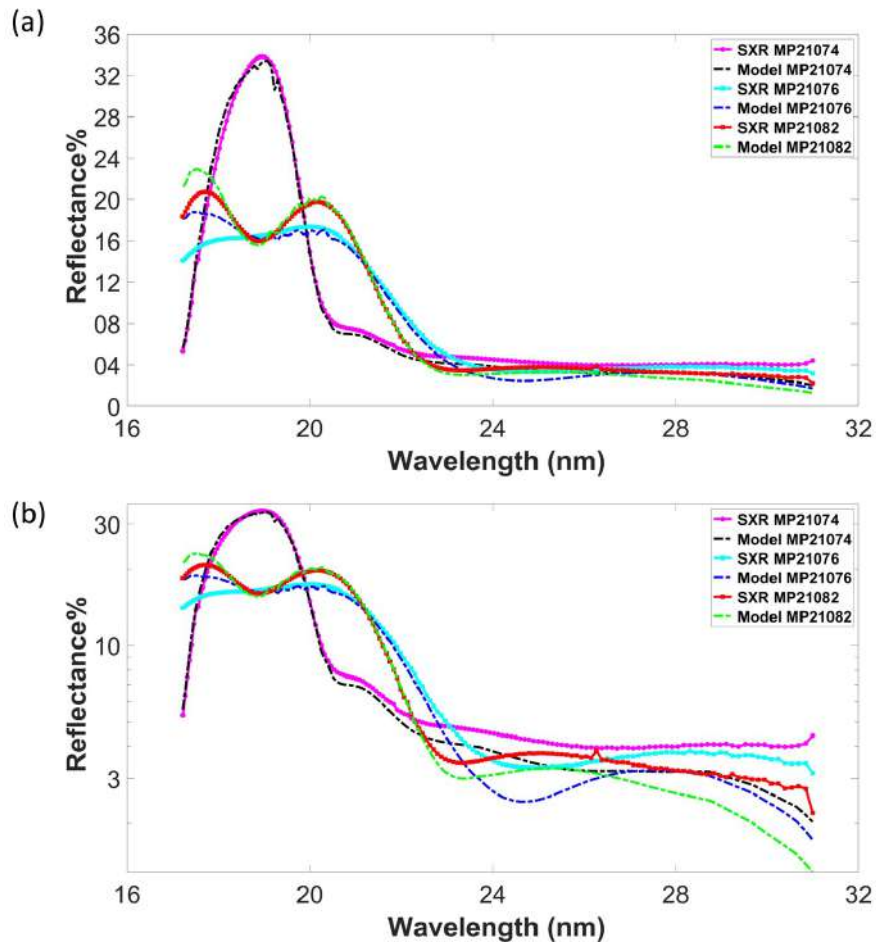 (a)
36
32
28
24
20
16
12
08
04
0
Reflectance%
SXR MP21074
Model MP21074
SXR MP21076
Model MP21076
SXR MP21082
Model MP21082
16 20 24 28 32
Wavelength (nm)
(b)
30
10
3
Reflectance%
SXR MP21074
Model MP21074
SXR MP21076
Model MP21076
SXR MP21082
Model MP21082
16 20 24 28 32
Wavelength (nm)